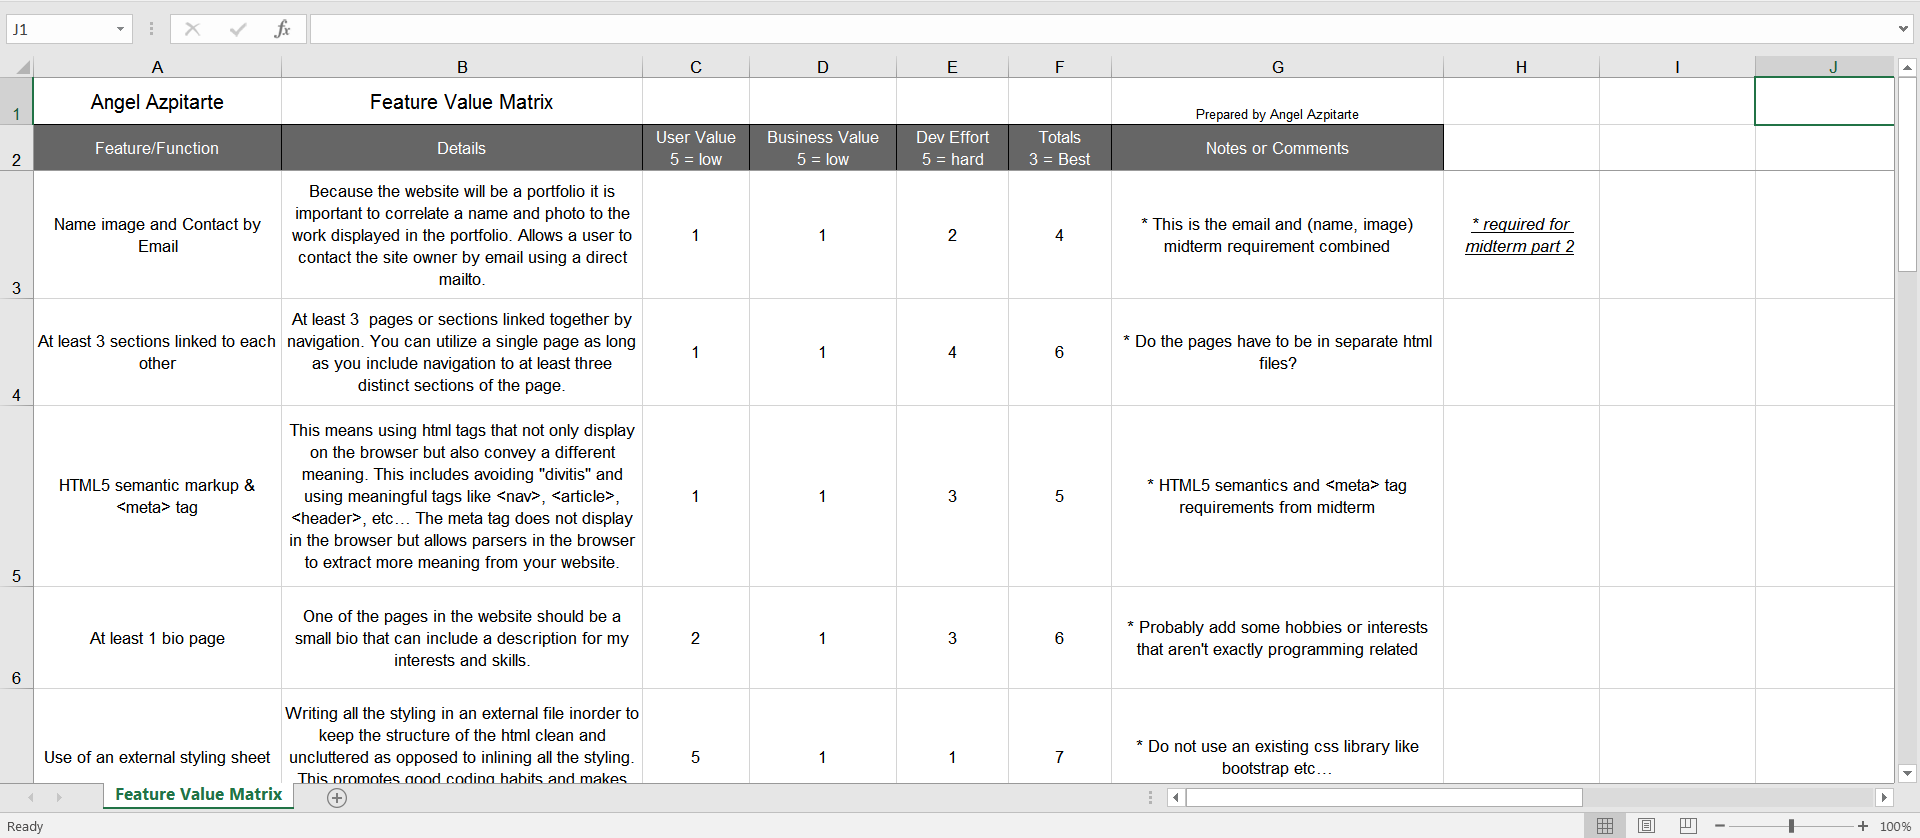 J1
fx
A B C D E F G H I J
1
Angel Azpitarte
Feature Value Matrix
Prepared by Angel Azpitarte
2
Feature/Function
Details
User Value
5 = low
Business Value
5 = low
Dev Effort
5 = hard
Totals
3 = Best
Notes or Comments
3
Name image and Contact by
Email
Because the website will be a portfolio it is
important to correlate a name and photo to the
work displayed in the portfolio. Allows a user to
contact the site owner by email using a direct
mailto.
1
1
2
4
* This is the email and (name, image)
midterm requirement combined
* required for
midterm part 2
4
At least 3 sections linked to each
other
At least 3  pages or sections linked together by
navigation. You can utilize a single page as long
as you include navigation to at least three
distinct sections of the page.
1
1
4
6
* Do the pages have to be in separate html
files?
5
HTML5 semantic markup &
<meta> tag
This means using html tags that not only display
on the browser but also convey a different
meaning. This includes avoiding "divitis" and
using meaningful tags like <nav>, <article>,
<header>, etc… The meta tag does not display
in the browser but allows parsers in the browser
to extract more meaning from your website.
1
1
3
5
* HTML5 semantics and <meta> tag
requirements from midterm
6
At least 1 bio page
One of the pages in the website should be a
small bio that can include a description for my
interests and skills.
2
1
3
6
* Probably add some hobbies or interests
that aren't exactly programming related
Use of an external styling sheet
Writing all the styling in an external file inorder to
keep the structure of the html clean and
uncluttered as opposed to inlining all the styling.
This promotes good coding habits and makes
5
1
1
7
* Do not use an existing css library like
bootstrap etc…
Feature Value Matrix
Ready
100%